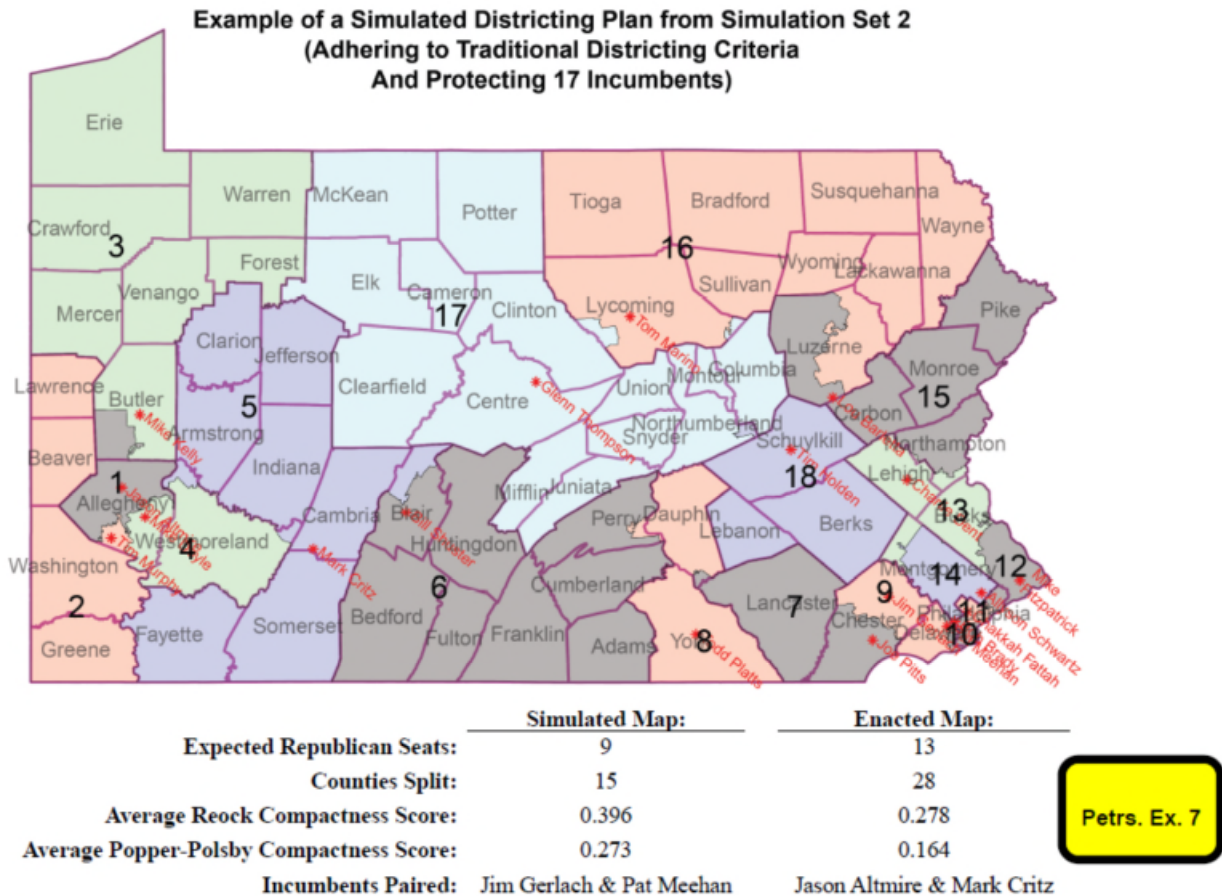 Example of a Simulated Districting Plan from Simulation Set 2
(Adhering to Traditional Districting Criteria
And Protecting 17 Incumbents)
Erie
Warren
McKean
Potter
Tioga
Bradford
Susquehanna
Wayne
Crawford
3
16
Forest
Elk
Wyoming
Lackawanna
Venango
Cameron
Clinton
Sullivan
Mercer
17
Lycoming
Pike
Clarion
Jefferson
Tom Marino
Luzerne
Columbia
Montour
Monroe
Lawrence
Butler
Clearfield
Centre
Glenn Thompson
Union
15
5
Mike Kelly
Armstrong
Northumberland
Carbon
Snyder
Schuylkill
Northampton
Beaver
Indiana
Tim Holden
Lehigh
1
Allegheny
Mifflin
Juniata
18
13
Cambria
Blair
Perry
Dauphin
Berks
Westmoreland
4
Huntingdon
Lebanon
Washington
Tim Murphy
Mark Critz
Cumberland
Montgomery
14
12
Mike
Fitzpatrick
2
6
Bedford
Lancaster
7
9
Philadelphia
11
Greene
Fayette
Somerset
Fulton
Franklin
Adams
York
8
Todd Platts
Chester
Joe Pitts
10
Schwartz
Fattah
Brady
Meehan
Simulated Map: Enacted Map:
Expected Republican Seats: 9 13
Counties Split: 15 28
Average Reock Compactness Score: 0.396 0.278
Average Popper-Polsby Compactness Score: 0.273 0.164
Incumbents Paired: Jim Gerlach & Pat Meehan Jason Altmire & Mark Critz
Petrs. Ex. 7